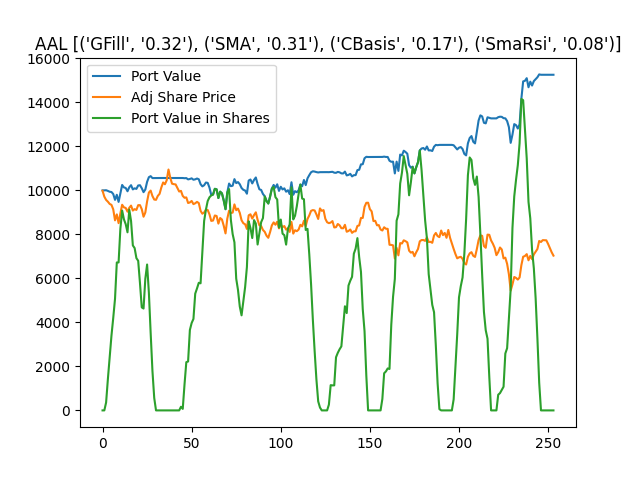 AAL [('GFill', '0.32'), ('SMA', '0.31'), ('CBasis', '0.17'), ('SmaRsi', '0.08')]
Port Value
Adj Share Price
Port Value in Shares
16000
14000
12000
10000
8000
6000
4000
2000
0
0 50 100 150 200 250